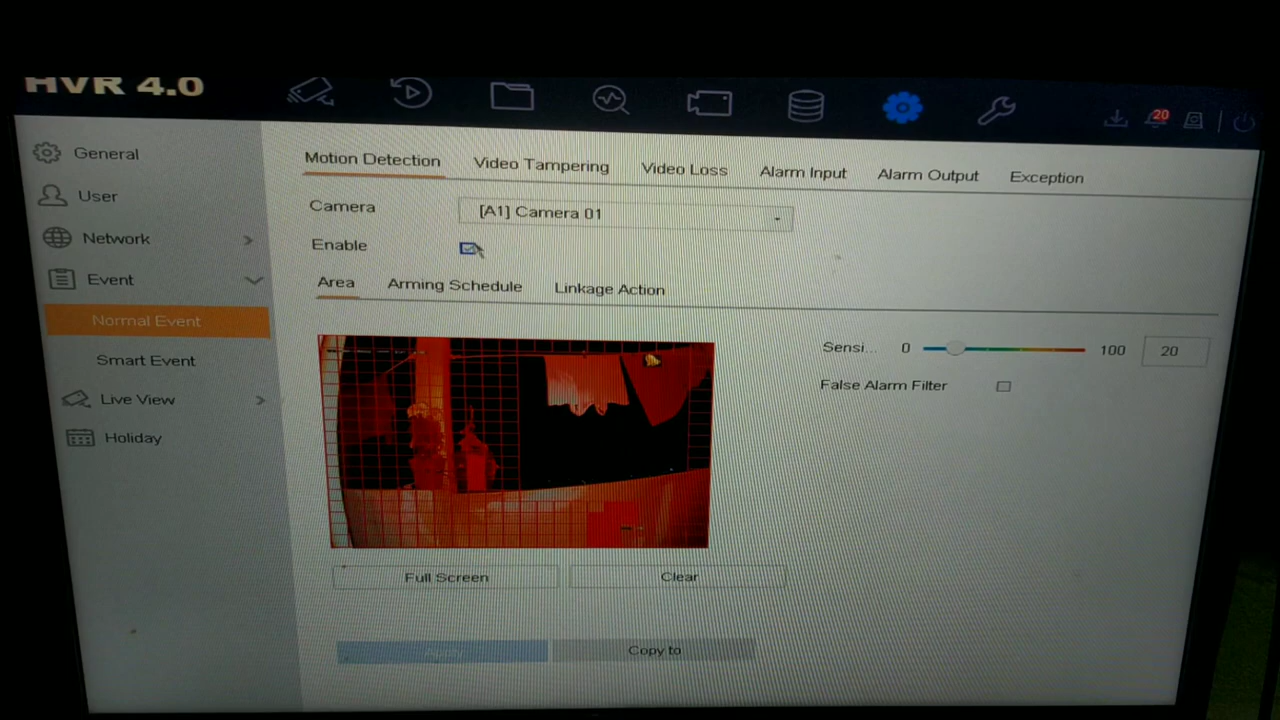 HVR 4.0
20
General
User
Network
Event
Normal Event
Smart Event
Live View
Holiday
Motion Detection Video Tampering Video Loss Alarm Input Alarm Output Exception
Camera [A1] Camera 01
Enable
Area Arming Schedule Linkage Action
Sensi... 0 100 20
False Alarm Filter
Full Screen Clear
Apply Copy to